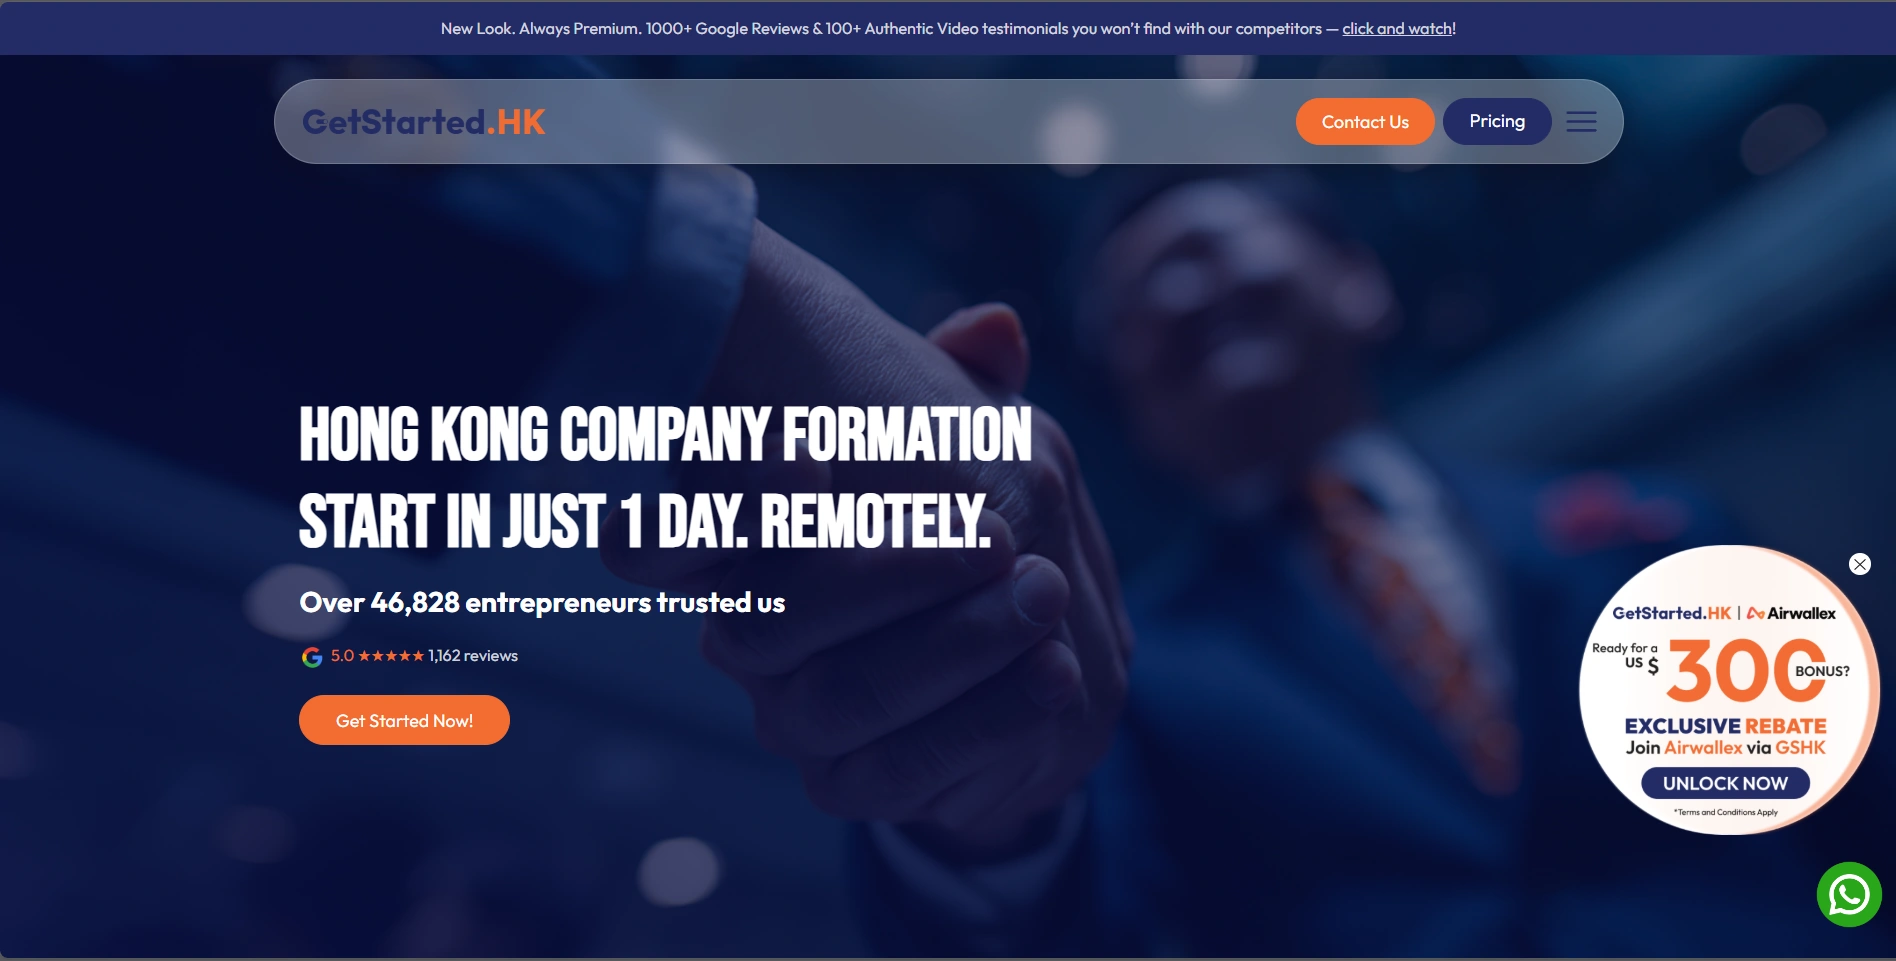 New Look. Always Premium. 1000+ Google Reviews & 100+ Authentic Video testimonials you won't find with our competitors — click and watch!
GetStarted.HK
Contact Us
Pricing
HONG KONG COMPANY FORMATION
START IN JUST 1 DAY. REMOTELY.
Over 46,828 entrepreneurs trusted us
5.0 ★★★★★ 1,162 reviews
Get Started Now!
GetStarted.HK | Airwallex
Ready for a
US $ 300 BONUS?
EXCLUSIVE REBATE
Join Airwallex via GSHK
UNLOCK NOW
*Terms and Conditions Apply